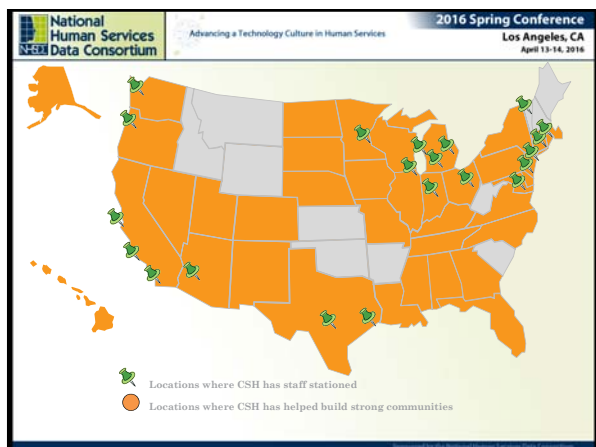 National
Human Services
NHSDC Data Consortium
Advancing a Technology Culture in Human Services
2016 Spring Conference
Los Angeles, CA
April 13-14, 2016
Locations where CSH has staff stationed
Locations where CSH has helped build strong communities